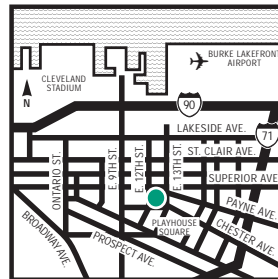 BURKE LAKEFRONT
AIRPORT
CLEVELAND
STADIUM
N
90
71
LAKESIDE AVE.
ST. CLAIR AVE.
SUPERIOR AVE.
ONTARIO ST.
E. 9TH ST.
E. 12TH ST.
E. 13TH ST.
PAYNE AVE.
CHESTER AVE.
PLAYHOUSE
SQUARE
PROSPECT AVE.
BROADWAY AVE.